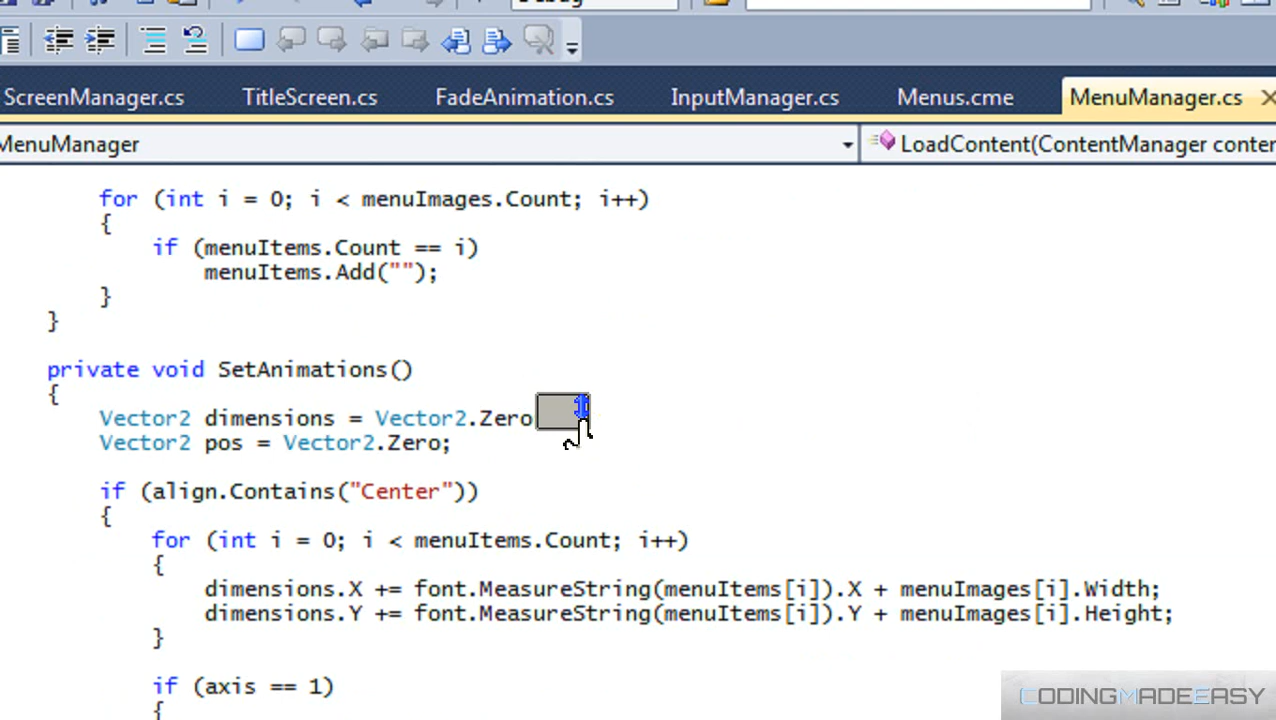 ScreenManager.cs TitleScreen.cs FadeAnimation.cs InputManager.cs Menus.cme MenuManager.cs
MenuManager LoadContent(ContentManager conter
for (int i = 0; i < menuImages.Count; i++)
{
if (menuItems.Count == i)
menuItems.Add("");
}
}
private void SetAnimations()
{
Vector2 dimensions = Vector2.Zero
Vector2 pos = Vector2.Zero;
if (align.Contains("Center"))
{
for (int i = 0; i < menuItems.Count; i++)
{
dimensions.X += font.MeasureString(menuItems[i]).X + menuImages[i].Width;
dimensions.Y += font.MeasureString(menuItems[i]).Y + menuImages[i].Height;
}
if (axis == 1)
{
CODINGMADEEASY